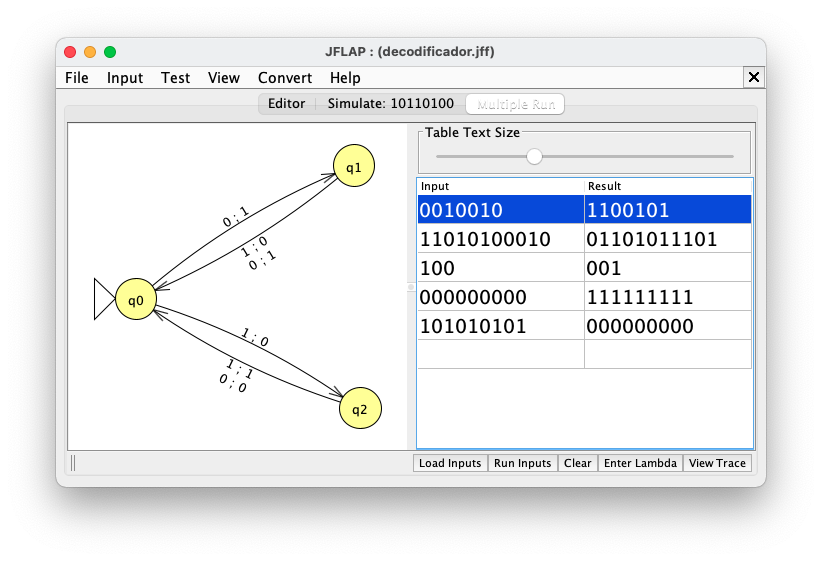 JFLAP : (decodificador.jff)
File Input Test View Convert Help
Editor Simulate: 10110100 Multiple Run
Table Text Size
Input Result
0010010 1100101
11010100010 01101011101
100 001
000000000 111111111
101010101 000000000
q1
0 ; 1
1 ; 0
0 ; 1
q0
1 ; 0
1 ; 1
0 ; 0
q2
Load Inputs Run Inputs Clear Enter Lambda View Trace